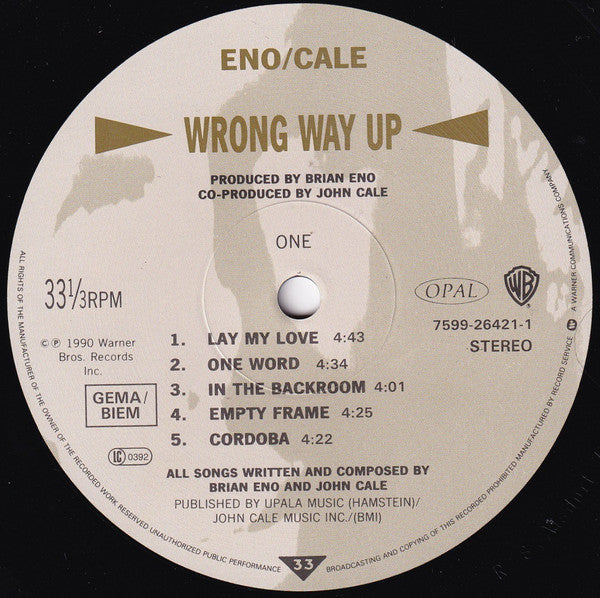 ENO/CALE
WRONG WAY UP
PRODUCED BY BRIAN ENO
CO-PRODUCED BY JOHN CALE
ONE
33 1/3 RPM
OPAL
WB
7599-26421-1
STEREO
℗ © 1990 Warner
Bros. Records
Inc.
GEMA/
BIEM
LC 0392
1. LAY MY LOVE 4:43
2. ONE WORD 4:34
3. IN THE BACKROOM 4:01
4. EMPTY FRAME 4:25
5. CORDOBA 4:22
ALL SONGS WRITTEN AND COMPOSED BY
BRIAN ENO AND JOHN CALE
PUBLISHED BY UPALA MUSIC (HAMSTEIN)/
JOHN CALE MUSIC INC./(BMI)
33
ALL RIGHTS OF THE MANUFACTURER OF THE OWNER OF THE RECORDED WORK RESERVED UNAUTHORIZED PUBLIC PERFORMANCE BROADCASTING AND COPYING OF THIS RECORD PROHIBITED MANUFACTURED BY RECORD SERVICE A WARNER COMMUNICATIONS COMPANY